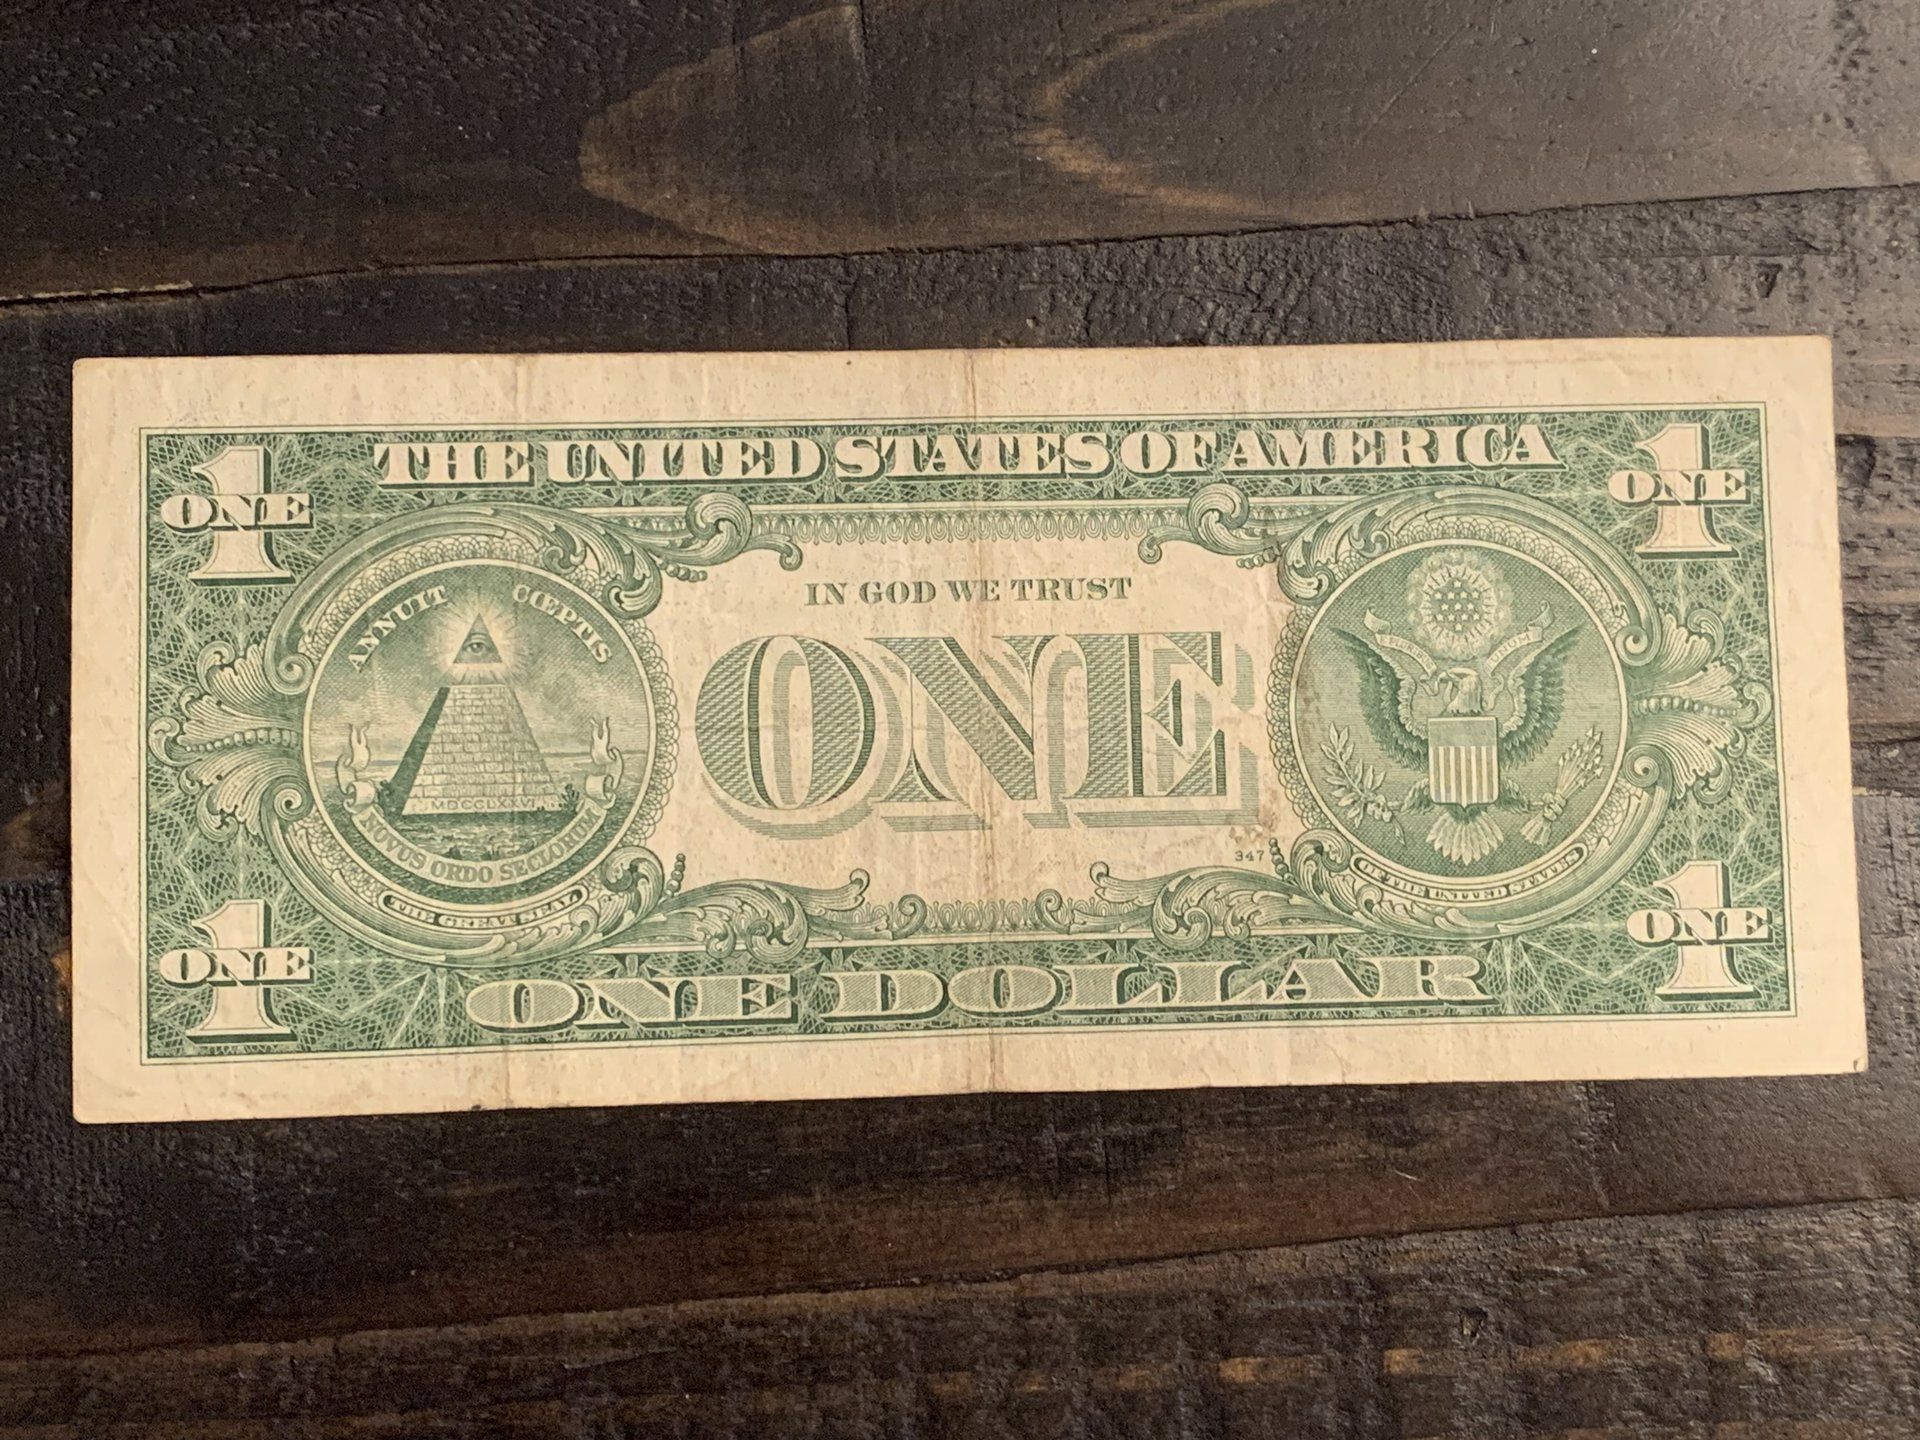 THE UNITED STATES OF AMERICA
1
ONE
1
ONE
ANNUIT CŒPTIS
MDCCLXXVI
NOVUS ORDO SECLORUM
THE GREAT SEAL
IN GOD WE TRUST
ONE
347
OF THE UNITED STATES
1
ONE
1
ONE
ONE DOLLAR